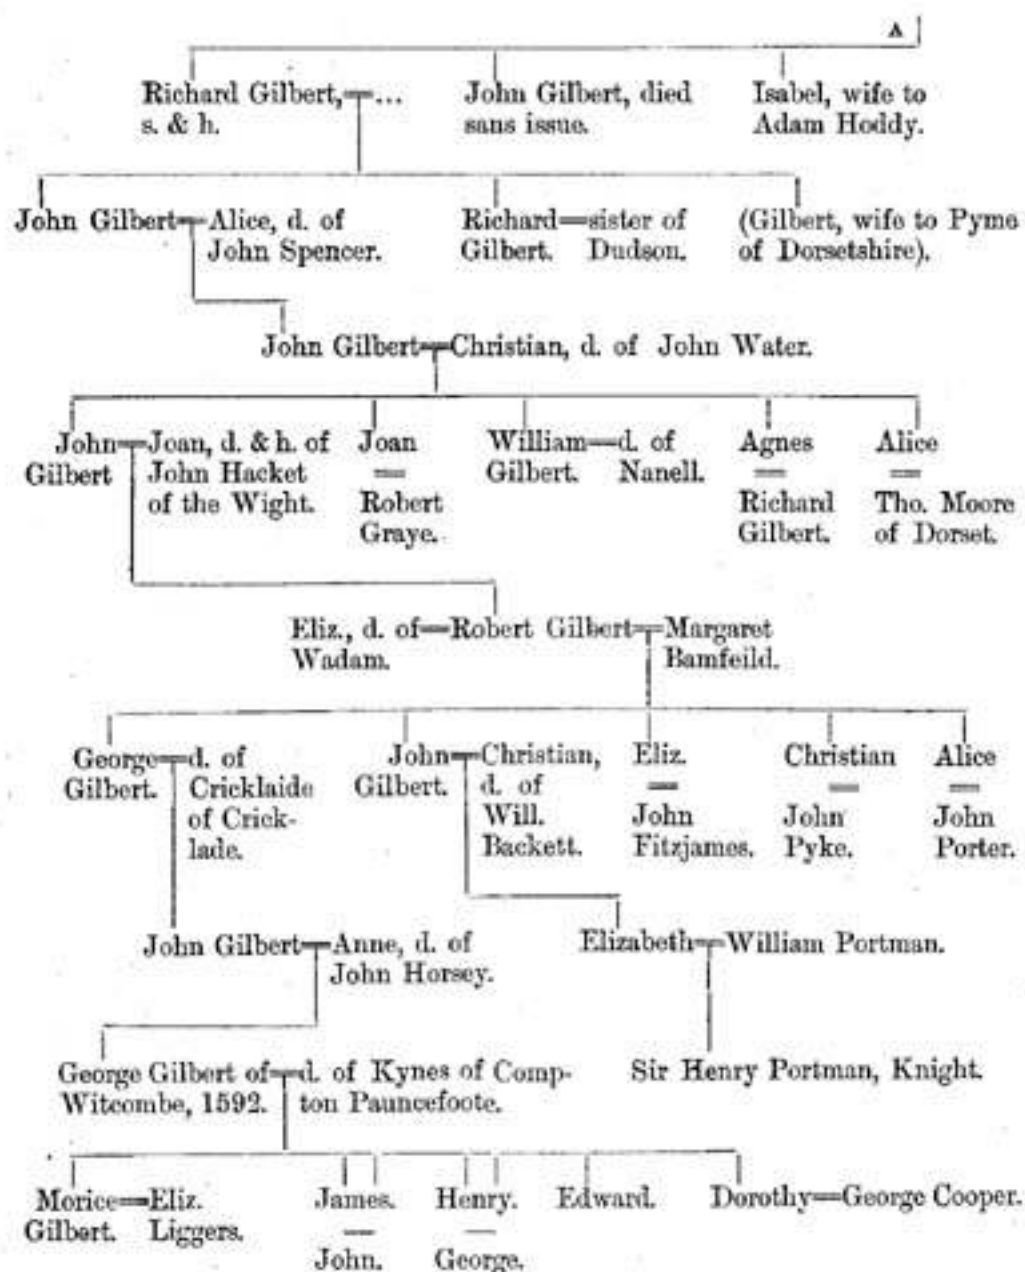 A
Richard Gilbert,=... John Gilbert, died Isabel, wife to
s. & h. sans issue. Adam Hoddy.
John Gilbert=Alice, d. of Richard=sister of (Gilbert, wife to Pyme
John Spencer. Gilbert. Dudson. of Dorsetshire).
John Gilbert=Christian, d. of John Water.
John=Joan, d. & h. of Joan William=d. of Agnes Alice
Gilbert John Hacket = Gilbert. Nanell. = =
of the Wight. Robert Richard Tho. Moore
Graye. Gilbert. of Dorset.
Eliz., d. of=Robert Gilbert=Margaret
Wadam. Bamfeild.
George=d. of John=Christian, Eliz. Christian Alice
Gilbert. Cricklaide Gilbert. d. of = = =
of Crick- Will. John John John
lade. Backett. Fitzjames. Pyke. Porter.
John Gilbert=Anne, d. of Elizabeth=William Portman.
John Horsey.
George Gilbert of=d. of Kynes of Comp- Sir Henry Portman, Knight.
Witcombe, 1592. ton Pauncefoote.
Morice=Eliz. James. Henry. Edward. Dorothy=George Cooper.
Gilbert. Liggers. — —
John. George.